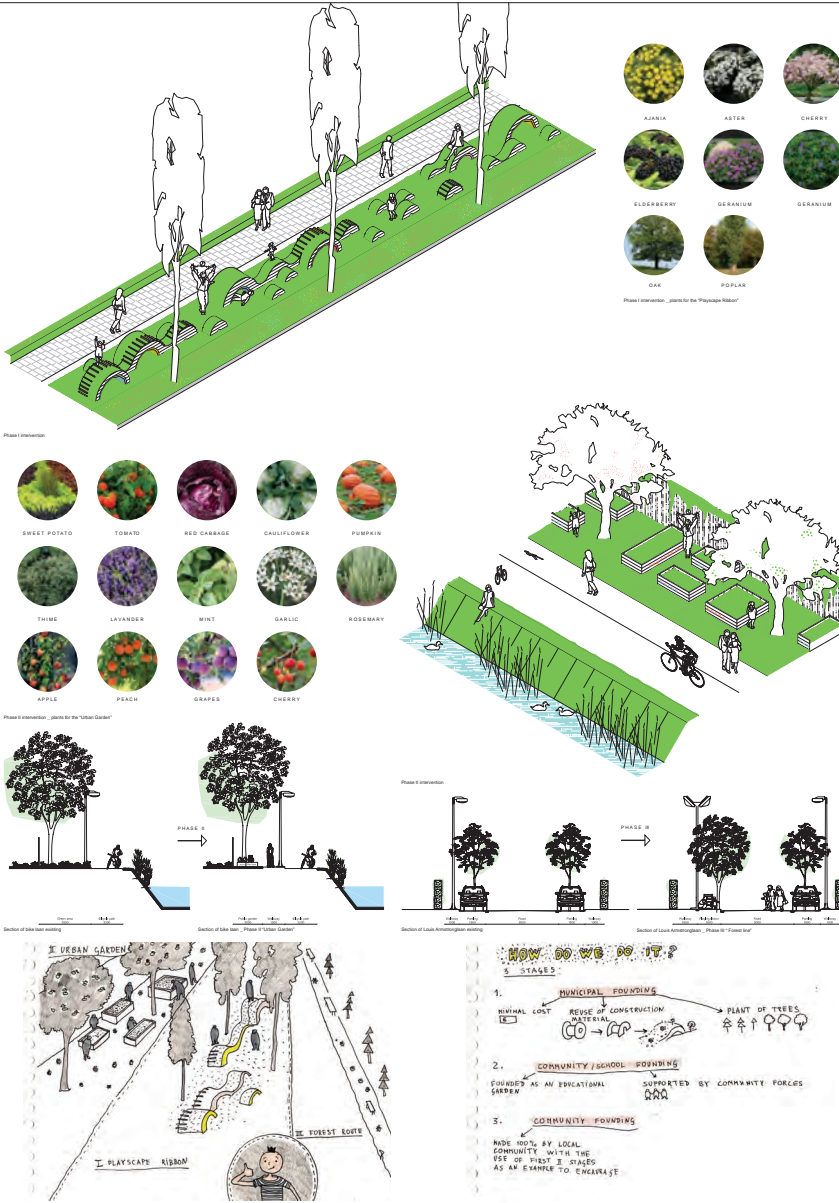 AJANIA
ASTER
CHERRY
ELDERBERRY
GERANIUM
GERANIUM
OAK
POPLAR
Phase I intervention _ plants for the "Playscape Ribbon"
Phase I intervention
SWEET POTATO
TOMATO
RED CABBAGE
CAULIFLOWER
PUMPKIN
THIME
LAVANDER
MINT
GARLIC
ROSEMARY
APPLE
PEACH
GRAPES
CHERRY
Phase II intervention _ plants for the "Urban Garden"
Phase II intervention
PHASE II
PHASE III
Section of bike laan existing
Section of bike laan _ Phase II "Urban Garden"
Section of Louis Armstronglaan existing
Section of Louis Armstronglaan _ Phase III "Forest line"
II URBAN GARDENS
I PLAYSCAPE RIBBON
III FOREST ROUTE
HOW DO WE DO IT?
3 STAGES:
1.
MUNICIPAL FOUNDING
MINIMAL COST
REUSE OF CONSTRUCTION
MATERIAL
PLANT OF TREES
2.
COMMUNITY/SCHOOL FOUNDING
FOUNDED AS AN EDUCATIONAL
GARDEN
SUPPORTED BY COMMUNITY FORCES
3.
COMMUNITY FOUNDING
MADE 100% BY LOCAL
COMMUNITY WITH THE
USE OF FIRST II STAGES
AS AN EXAMPLE TO ENCOURAGE